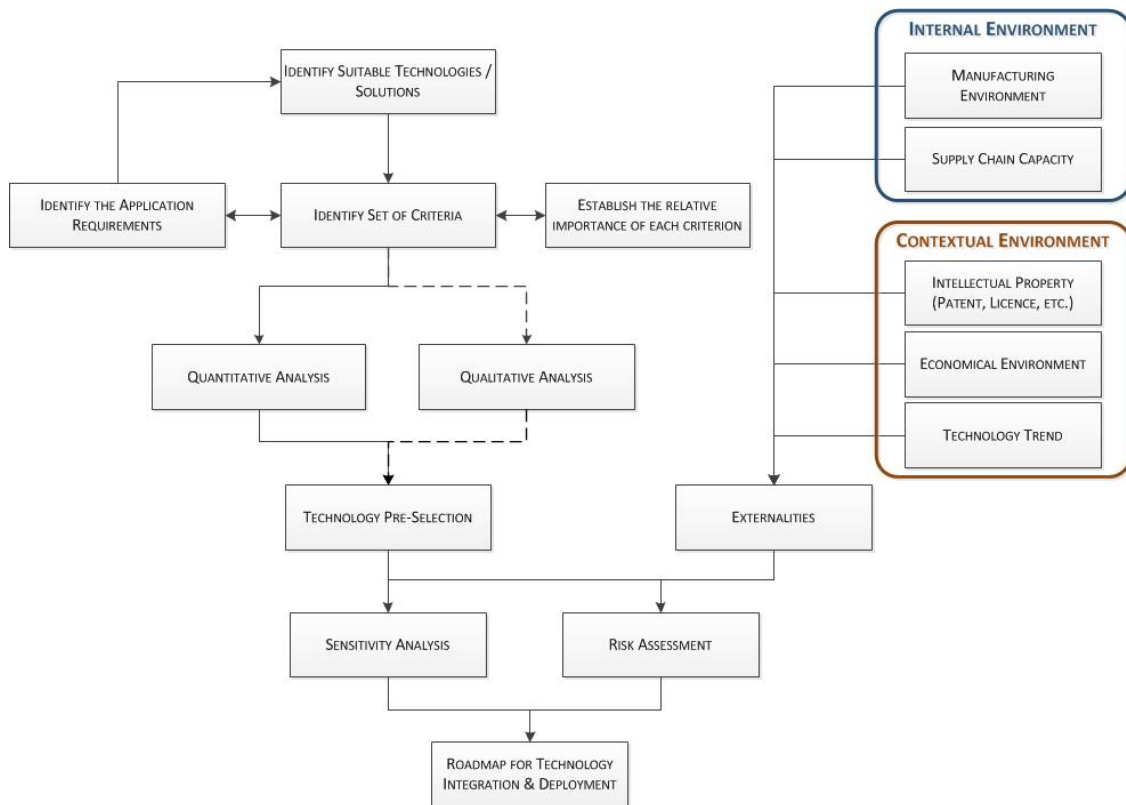 INTERNAL ENVIRONMENT
MANUFACTURING
ENVIRONMENT
SUPPLY CHAIN CAPACITY
IDENTIFY SUITABLE TECHNOLOGIES /
SOLUTIONS
IDENTIFY THE APPLICATION
REQUIREMENTS
IDENTIFY SET OF CRITERIA
ESTABLISH THE RELATIVE
IMPORTANCE OF EACH CRITERION
CONTEXTUAL ENVIRONMENT
INTELLECTUAL PROPERTY
(PATENT, LICENCE, ETC.)
ECONOMICAL ENVIRONMENT
TECHNOLOGY TREND
QUANTITATIVE ANALYSIS
QUALITATIVE ANALYSIS
TECHNOLOGY PRE-SELECTION
EXTERNALITIES
SENSITIVITY ANALYSIS
RISK ASSESSMENT
ROADMAP FOR TECHNOLOGY
INTEGRATION & DEPLOYMENT